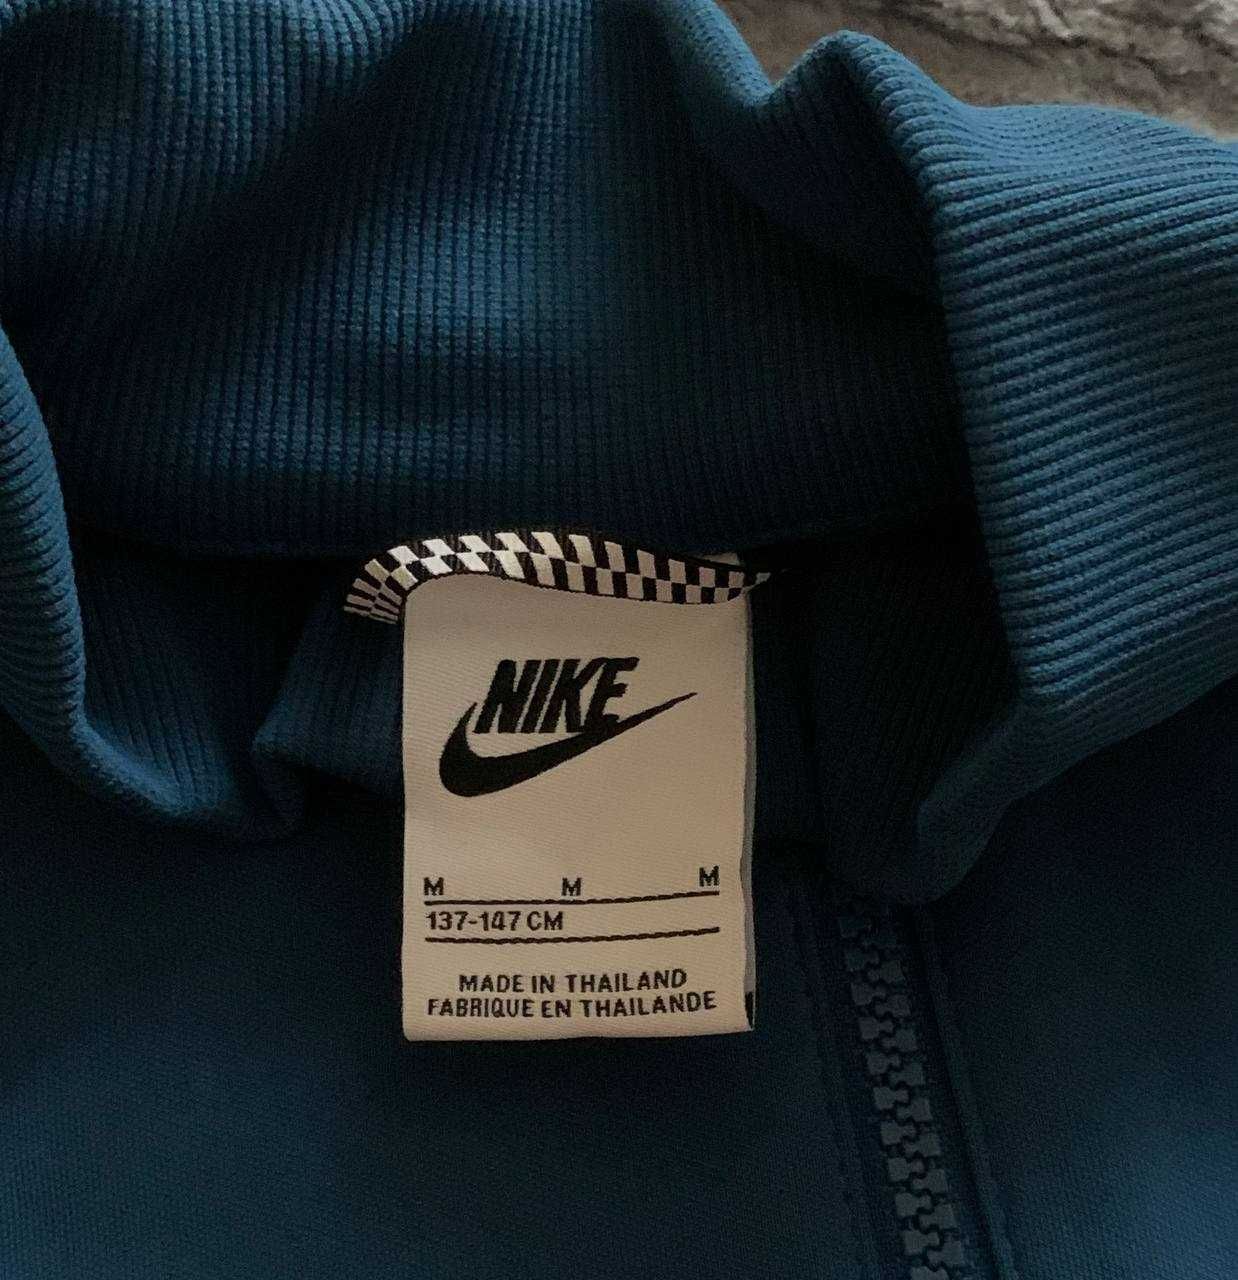 NIKE
M M M
137-147 CM
MADE IN THAILAND
FABRIQUE EN THAILANDE